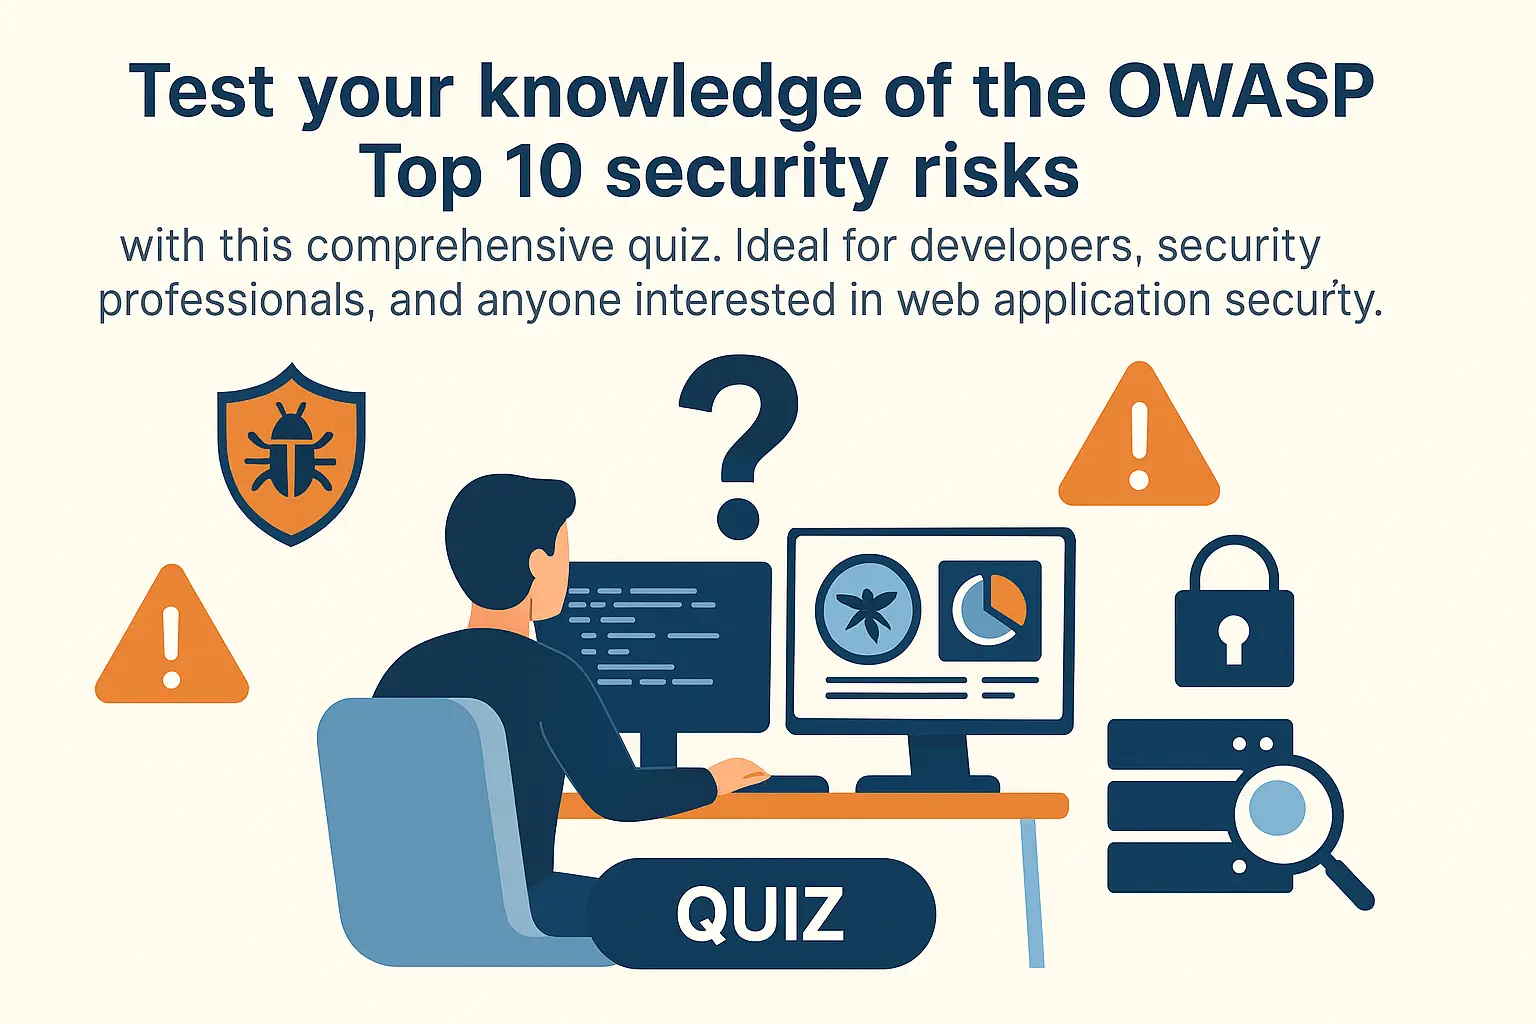 Test your knowledge of the OWASP
Top 10 security risks
with this comprehensive quiz. Ideal for developers, security
professionals, and anyone interested in web application security.
QUIZ